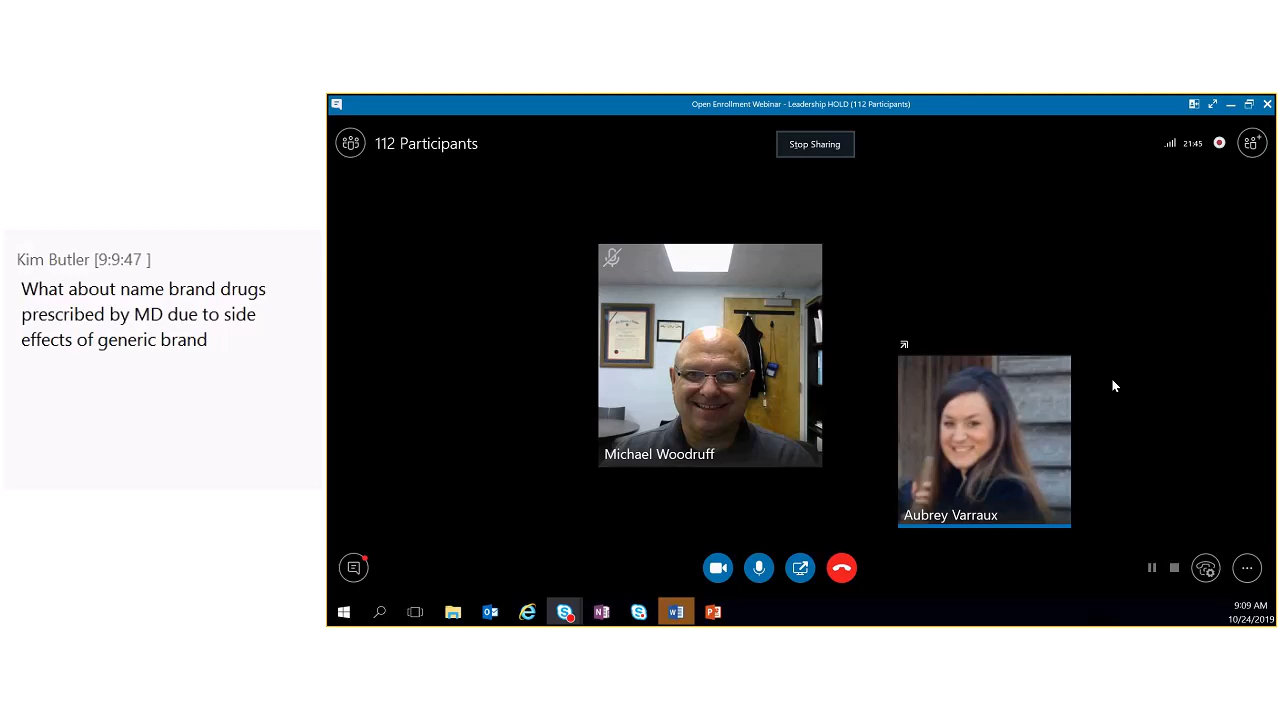 Open Enrollment Webinar - Leadership HOLD (112 Participants)
112 Participants
Stop Sharing
21:45
Kim Butler [9:9:47 ]
What about name brand drugs
prescribed by MD due to side
effects of generic brand
Michael Woodruff
Aubrey Varraux
9:09 AM
10/24/2019